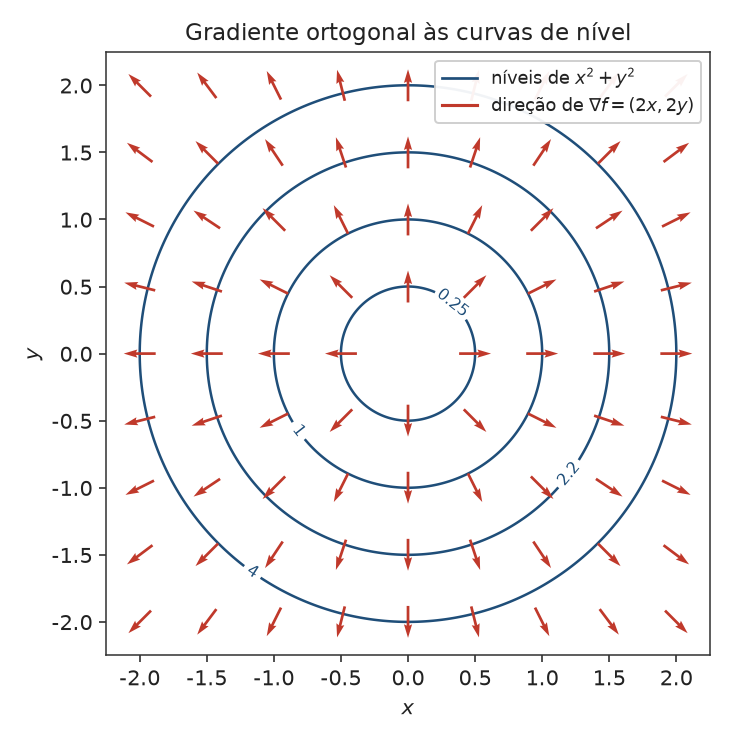 Gradiente ortogonal às curvas de nível
níveis de x² + y²
direção de ∇f = (2x, 2y)
2.0
1.5
1.0
0.5
0.0
-0.5
-1.0
-1.5
-2.0
y
0.25
1
2.2
4
-2.0 -1.5 -1.0 -0.5 0.0 0.5 1.0 1.5 2.0
x